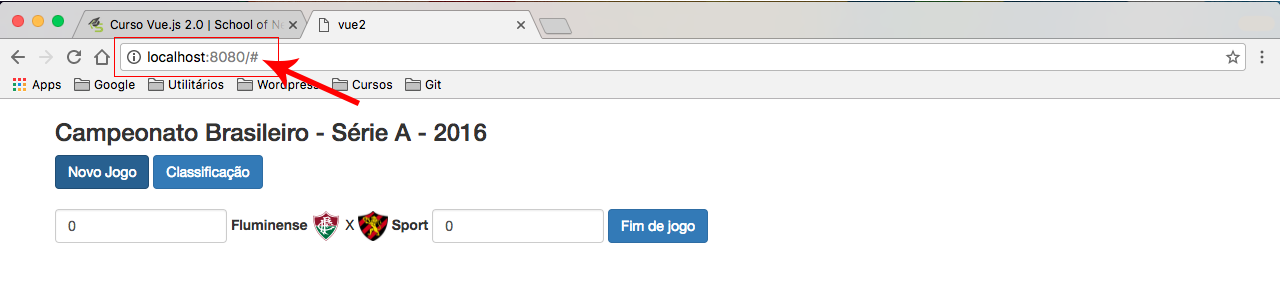 Curso Vue.js 2.0 | School of Ne
vue2
localhost:8080/#
Apps Google Utilitários Wordpress Cursos Git
Campeonato Brasileiro - Série A - 2016
Novo Jogo Classificação
0 Fluminense X Sport 0 Fim de jogo